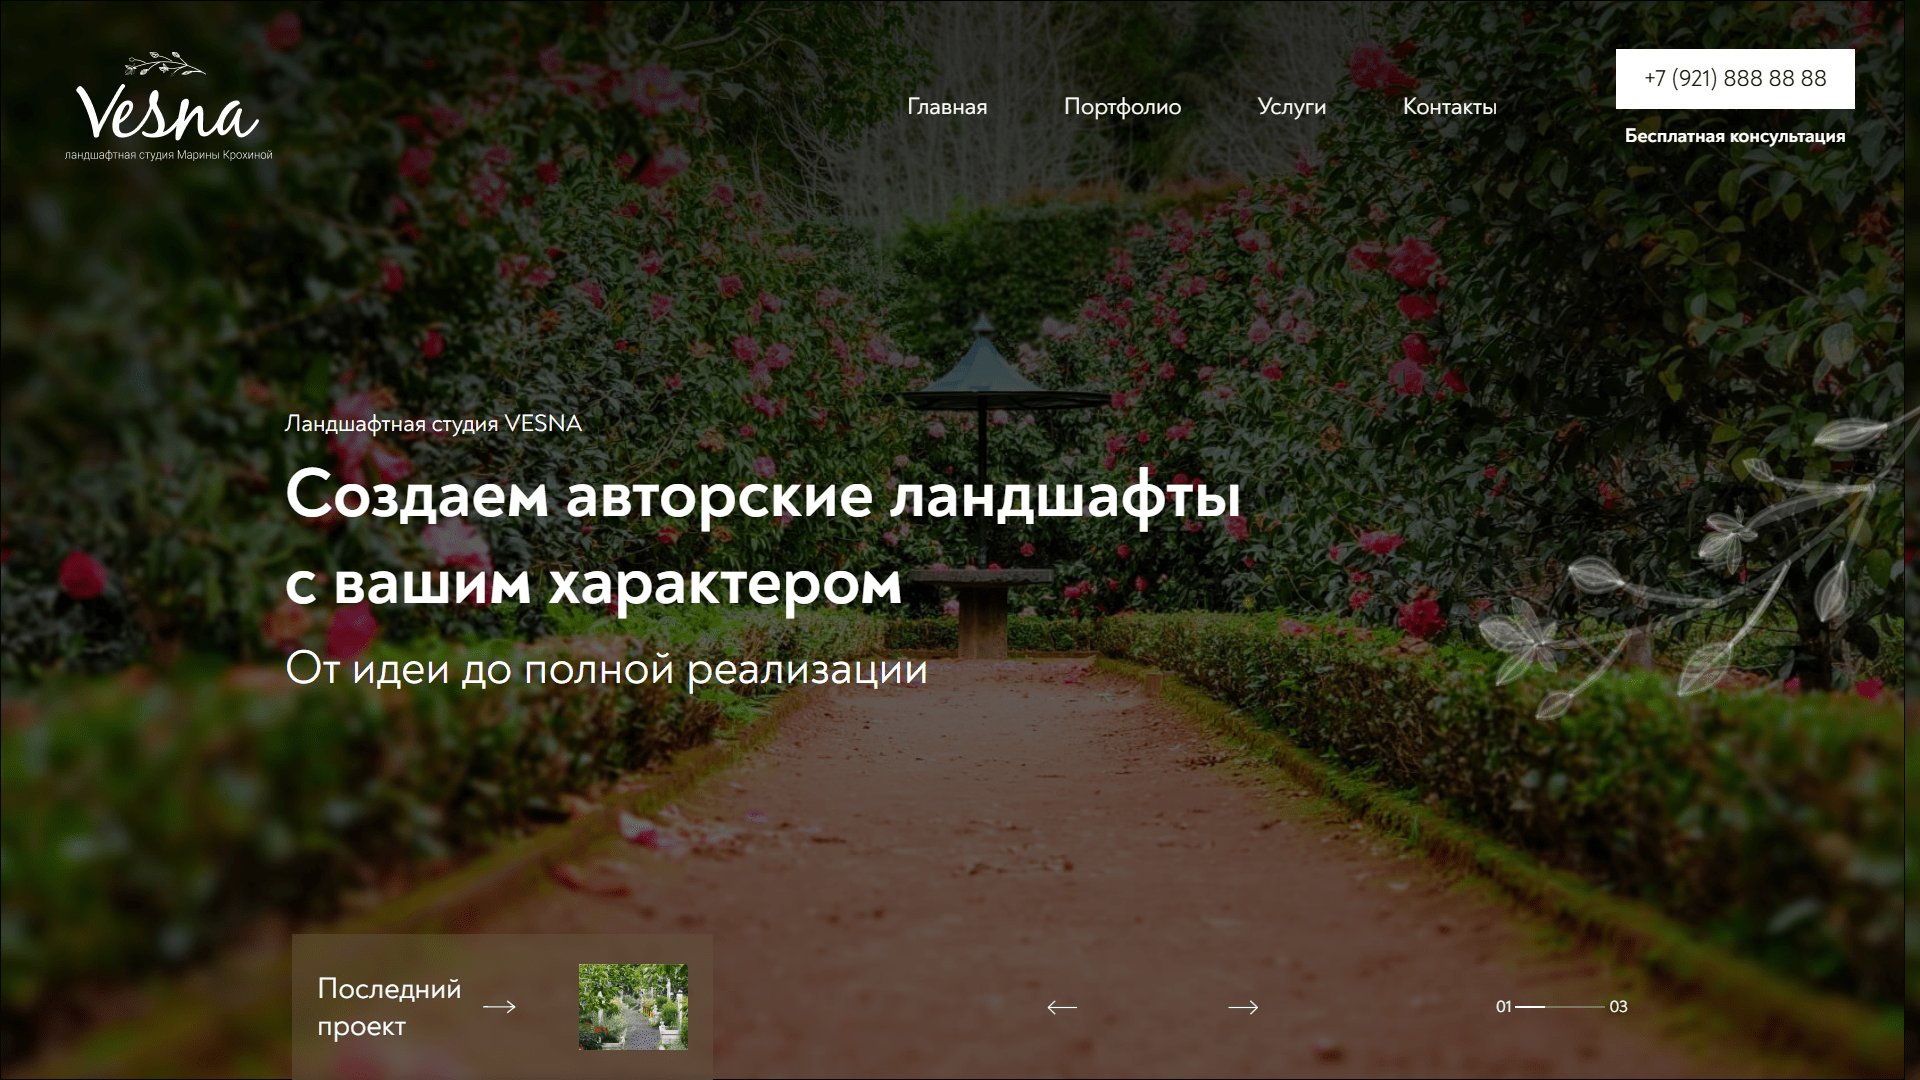 Vesna
ландшафтная студия Марины Крохиной
Главная
Портфолио
Услуги
Контакты
+7 (921) 888 88 88
Бесплатная консультация
Ландшафтная студия VESNA
Создаем авторские ландшафты
с вашим характером
От идеи до полной реализации
Последний
проект
01
03